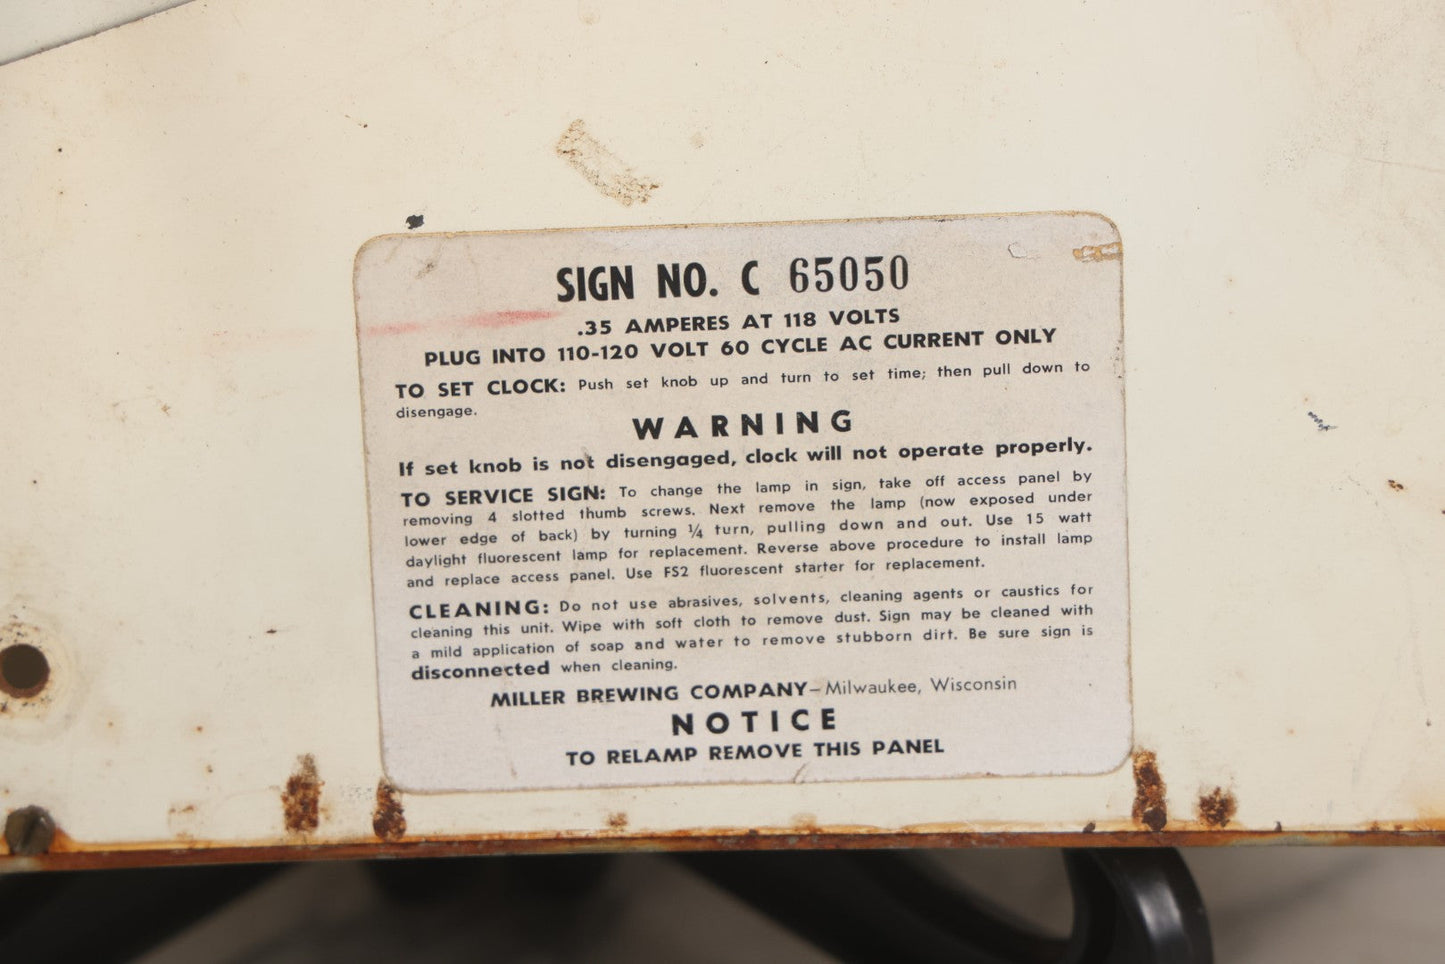 SIGN NO. C 65050
.35 AMPERES AT 118 VOLTS
PLUG INTO 110-120 VOLT 60 CYCLE AC CURRENT ONLY
TO SET CLOCK: Push set knob up and turn to set time; then pull down to
disengage.
WARNING
If set knob is not disengaged, clock will not operate properly.
TO SERVICE SIGN: To change the lamp in sign, take off access panel by
removing 4 slotted thumb screws. Next remove the lamp (now exposed under
lower edge of back) by turning ¼ turn, pulling down and out. Use 15 watt
daylight fluorescent lamp for replacement. Reverse above procedure to install lamp
and replace access panel. Use FS2 fluorescent starter for replacement.
CLEANING: Do not use abrasives, solvents, cleaning agents or caustics for
cleaning this unit. Wipe with soft cloth to remove dust. Sign may be cleaned with
a mild application of soap and water to remove stubborn dirt. Be sure sign is
disconnected when cleaning.
MILLER BREWING COMPANY–Milwaukee, Wisconsin
NOTICE
TO RELAMP REMOVE THIS PANEL